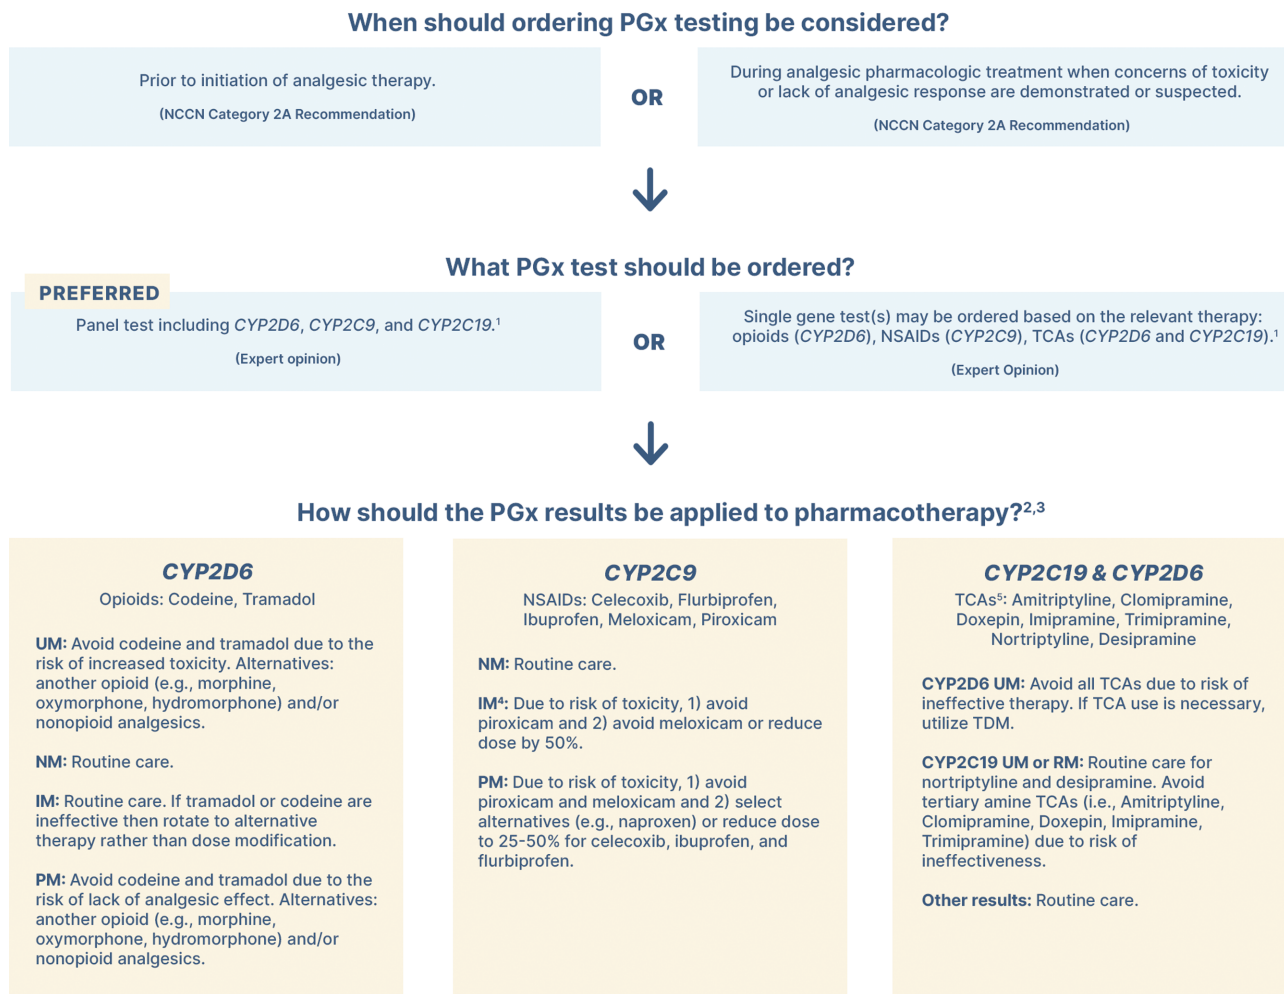 When should ordering PGx testing be considered?
Prior to initiation of analgesic therapy.
(NCCN Category 2A Recommendation)
OR
During analgesic pharmacologic treatment when concerns of toxicity
or lack of analgesic response are demonstrated or suspected.
(NCCN Category 2A Recommendation)
What PGx test should be ordered?
PREFERRED
Panel test including CYP2D6, CYP2C9, and CYP2C19.¹
(Expert opinion)
OR
Single gene test(s) may be ordered based on the relevant therapy:
opioids (CYP2D6), NSAIDs (CYP2C9), TCAs (CYP2D6 and CYP2C19).¹
(Expert Opinion)
How should the PGx results be applied to pharmacotherapy?²,³
CYP2D6
Opioids: Codeine, Tramadol
UM: Avoid codeine and tramadol due to the
risk of increased toxicity. Alternatives:
another opioid (e.g., morphine,
oxymorphone, hydromorphone) and/or
nonopioid analgesics.
NM: Routine care.
IM: Routine care. If tramadol or codeine are
ineffective then rotate to alternative
therapy rather than dose modification.
PM: Avoid codeine and tramadol due to the
risk of lack of analgesic effect. Alternatives:
another opioid (e.g., morphine,
oxymorphone, hydromorphone) and/or
nonopioid analgesics.
CYP2C9
NSAIDs: Celecoxib, Flurbiprofen,
Ibuprofen, Meloxicam, Piroxicam
NM: Routine care.
IM⁴: Due to risk of toxicity, 1) avoid
piroxicam and 2) avoid meloxicam or reduce
dose by 50%.
PM: Due to risk of toxicity, 1) avoid
piroxicam and meloxicam and 2) select
alternatives (e.g., naproxen) or reduce dose
to 25-50% for celecoxib, ibuprofen, and
flurbiprofen.
CYP2C19 & CYP2D6
TCAs⁵: Amitriptyline, Clomipramine,
Doxepin, Imipramine, Trimipramine,
Nortriptyline, Desipramine
CYP2D6 UM: Avoid all TCAs due to risk of
ineffective therapy. If TCA use is necessary,
utilize TDM.
CYP2C19 UM or RM: Routine care for
nortriptyline and desipramine. Avoid
tertiary amine TCAs (i.e., Amitriptyline,
Clomipramine, Doxepin, Imipramine,
Trimipramine) due to risk of
ineffectiveness.
Other results: Routine care.